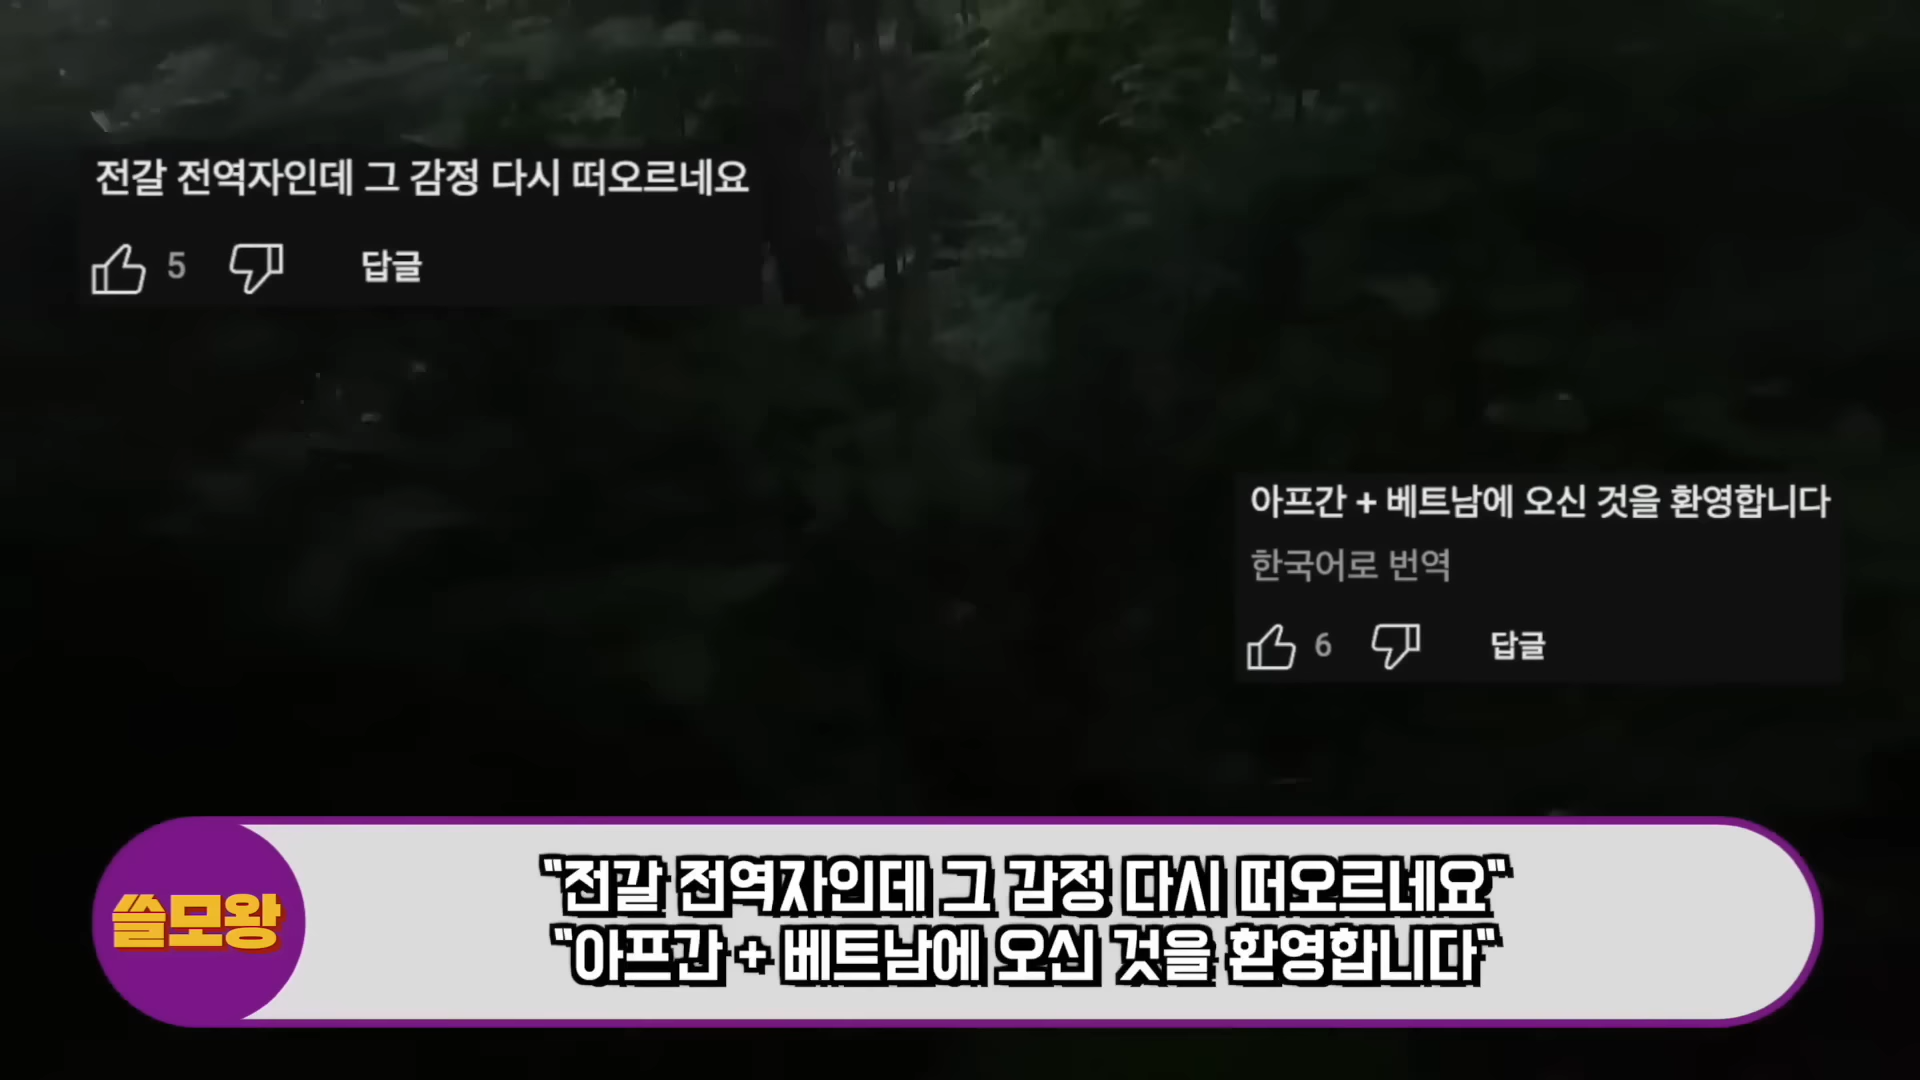 전갈 전역자인데 그 감정 다시 떠오르네요
5 답글
아프간 + 베트남에 오신 것을 환영합니다
한국어로 번역
6 답글
쓸모왕
"전갈 전역자인데 그 감정 다시 떠오르네요"
"아프간 + 베트남에 오신 것을 환영합니다"